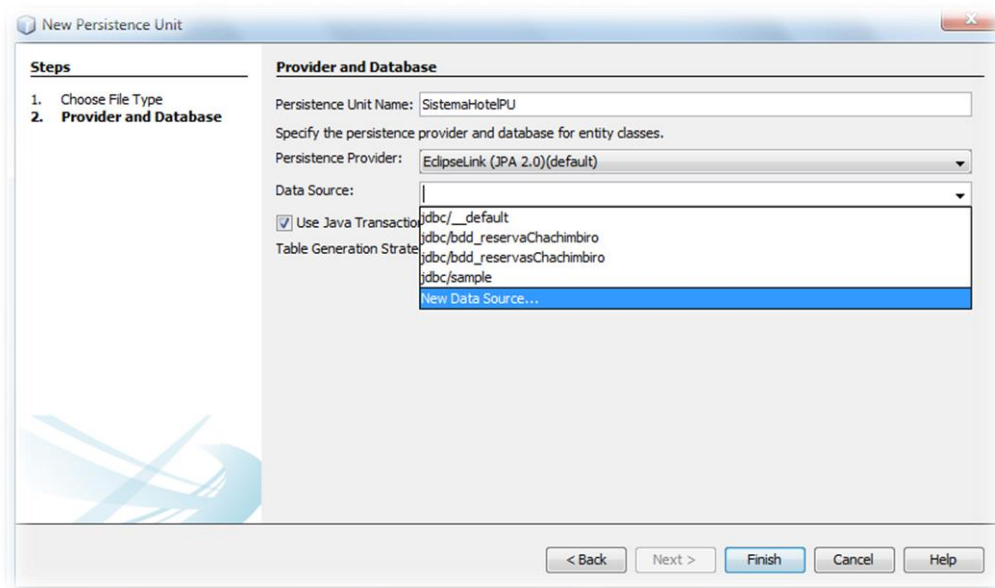 New Persistence Unit
Steps
1. Choose File Type
2. Provider and Database
Provider and Database
Persistence Unit Name: SistemaHotelPU
Specify the persistence provider and database for entity classes.
Persistence Provider: EclipseLink (JPA 2.0)(default)
Data Source:
jdbc/__default
Use Java Transaction
jdbc/bdd_reservaChachimbiro
Table Generation Strate
jdbc/bdd_reservasChachimbiro
jdbc/sample
New Data Source...
< Back Next > Finish Cancel Help